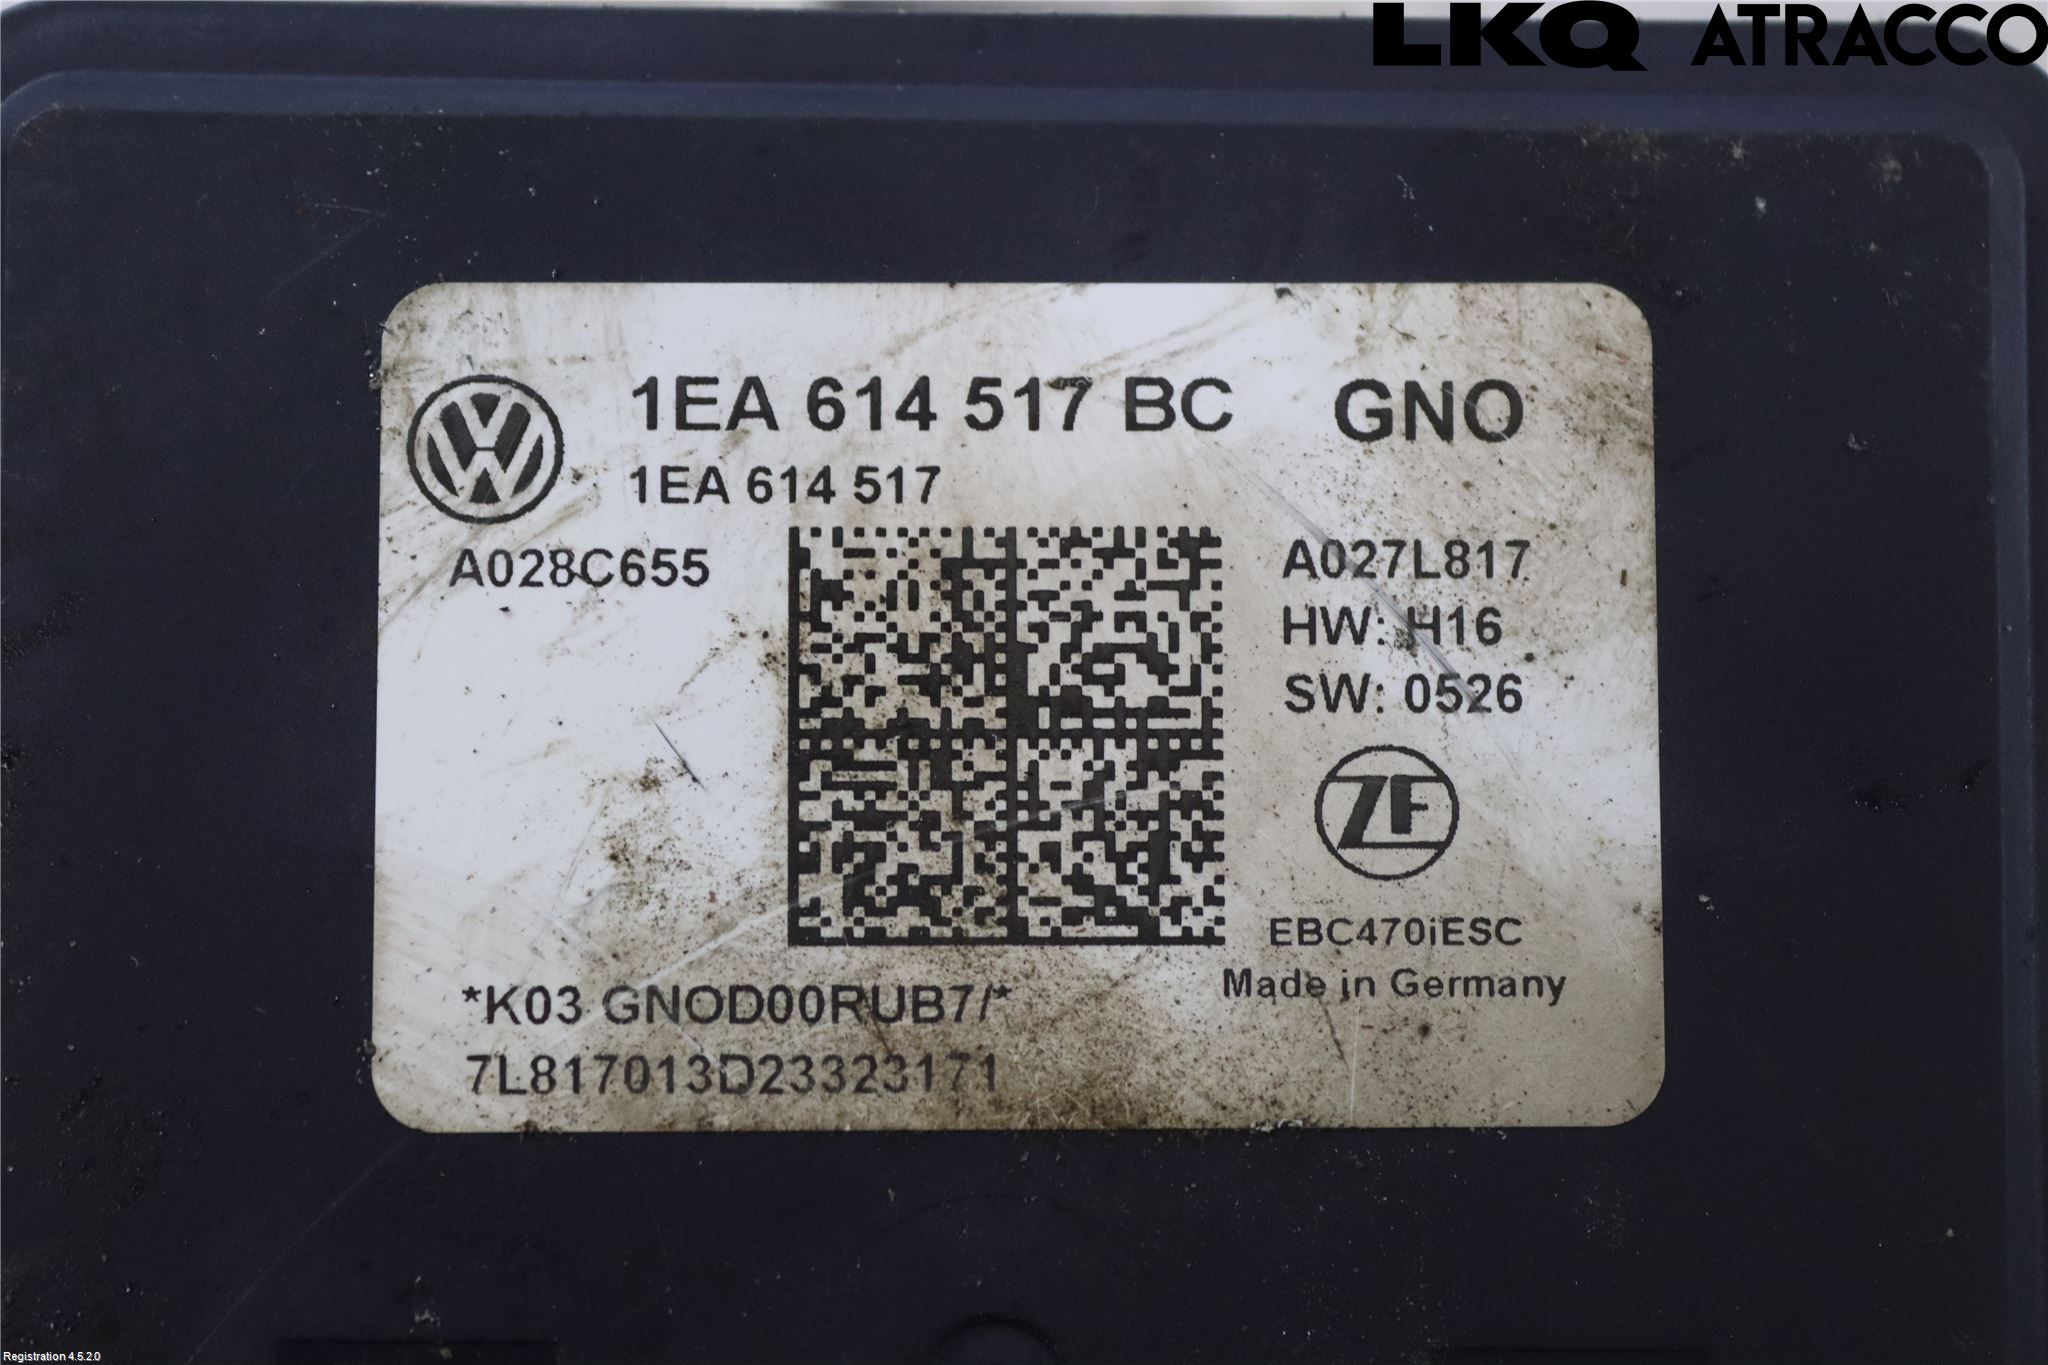 LKQ ATRACCO
1EA 614 517 BC GNO
1EA 614 517
A028C655
A027L817
HW: H16
SW: 0526
ZF
EBC470iESC
Made in Germany
*K03 GNOD00RUB7/*
7L817013D23323171
Registration 4.5.2.0